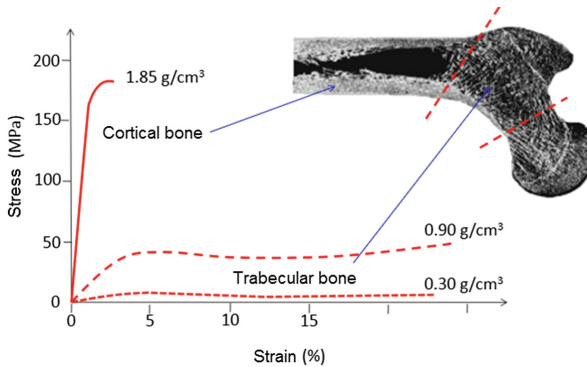 200
1.85 g/cm³
Cortical bone
150
Stress (MPa)
100
0.90 g/cm³
50
Trabecular bone
0.30 g/cm³
0
0
5
10
15
Strain (%)